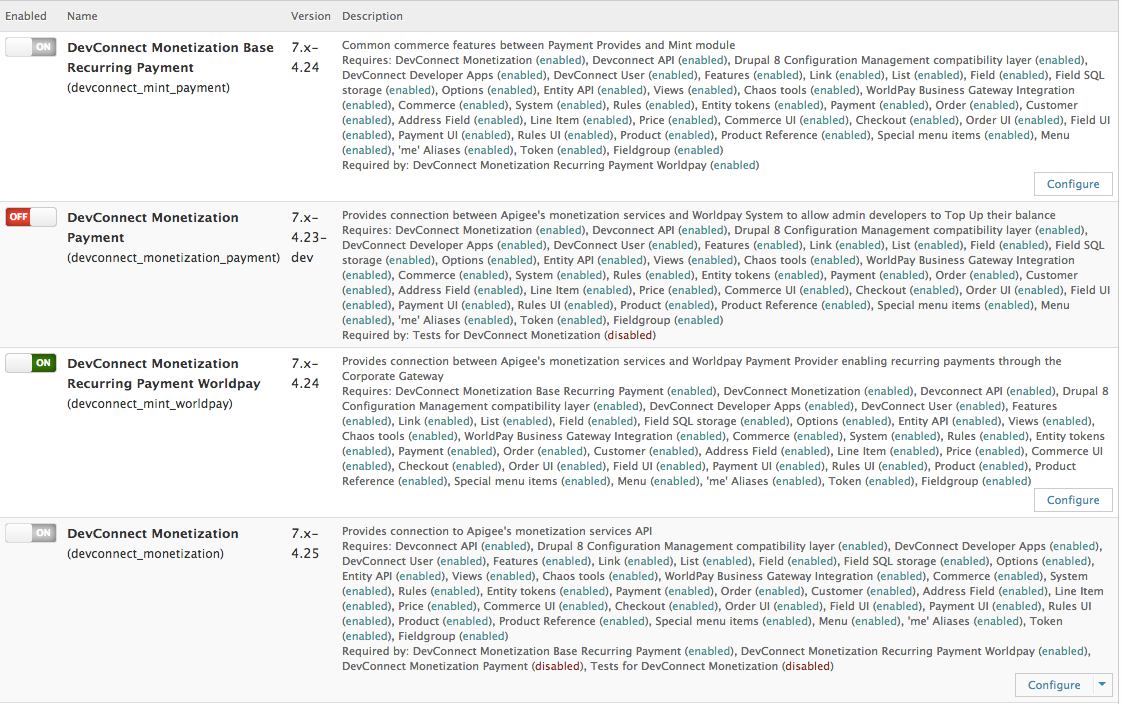 Enabled Name Version Description
ON DevConnect Monetization Base Recurring Payment (devconnect_mint_payment) 7.x-4.24
Common commerce features between Payment Provides and Mint module
Requires: DevConnect Monetization (enabled), Devconnect API (enabled), Drupal 8 Configuration Management compatibility layer (enabled),
DevConnect Developer Apps (enabled), DevConnect User (enabled), Features (enabled), Link (enabled), List (enabled), Field (enabled), Field SQL
storage (enabled), Options (enabled), Entity API (enabled), Views (enabled), Chaos tools (enabled), WorldPay Business Gateway Integration
(enabled), Commerce (enabled), System (enabled), Rules (enabled), Entity tokens (enabled), Payment (enabled), Order (enabled), Customer
(enabled), Address Field (enabled), Line Item (enabled), Price (enabled), Commerce UI (enabled), Checkout (enabled), Order UI (enabled), Field UI
(enabled), Payment UI (enabled), Rules UI (enabled), Product (enabled), Product Reference (enabled), Special menu items (enabled), Menu
(enabled), 'me' Aliases (enabled), Token (enabled), Fieldgroup (enabled)
Required by: DevConnect Monetization Recurring Payment Worldpay (enabled)
Configure
OFF DevConnect Monetization Payment (devconnect_monetization_payment) 7.x-4.23-dev
Provides connection between Apigee's monetization services and Worldpay System to allow admin developers to Top Up their balance
Requires: DevConnect Monetization (enabled), Devconnect API (enabled), Drupal 8 Configuration Management compatibility layer (enabled),
DevConnect Developer Apps (enabled), DevConnect User (enabled), Features (enabled), Link (enabled), List (enabled), Field (enabled), Field SQL
storage (enabled), Options (enabled), Entity API (enabled), Views (enabled), Chaos tools (enabled), WorldPay Business Gateway Integration
(enabled), Commerce (enabled), System (enabled), Rules (enabled), Entity tokens (enabled), Payment (enabled), Order (enabled), Customer
(enabled), Address Field (enabled), Line Item (enabled), Price (enabled), Commerce UI (enabled), Checkout (enabled), Order UI (enabled), Field UI
(enabled), Payment UI (enabled), Rules UI (enabled), Product (enabled), Product Reference (enabled), Special menu items (enabled), Menu
(enabled), 'me' Aliases (enabled), Token (enabled), Fieldgroup (enabled)
Required by: Tests for DevConnect Monetization (disabled)
ON DevConnect Monetization Recurring Payment Worldpay (devconnect_mint_worldpay) 7.x-4.24
Provides connection between Apigee's monetization services and Worldpay Payment Provider enabling recurring payments through the
Corporate Gateway
Requires: DevConnect Monetization Base Recurring Payment (enabled), DevConnect Monetization (enabled), Devconnect API (enabled), Drupal 8
Configuration Management compatibility layer (enabled), DevConnect Developer Apps (enabled), DevConnect User (enabled), Features
(enabled), Link (enabled), List (enabled), Field (enabled), Field SQL storage (enabled), Options (enabled), Entity API (enabled), Views (enabled),
Chaos tools (enabled), WorldPay Business Gateway Integration (enabled), Commerce (enabled), System (enabled), Rules (enabled), Entity tokens
(enabled), Payment (enabled), Order (enabled), Customer (enabled), Address Field (enabled), Line Item (enabled), Price (enabled), Commerce UI
(enabled), Checkout (enabled), Order UI (enabled), Field UI (enabled), Payment UI (enabled), Rules UI (enabled), Product (enabled), Product
Reference (enabled), Special menu items (enabled), Menu (enabled), 'me' Aliases (enabled), Token (enabled), Fieldgroup (enabled)
Configure
ON DevConnect Monetization (devconnect_monetization) 7.x-4.25
Provides connection to Apigee's monetization services API
Requires: Devconnect API (enabled), Drupal 8 Configuration Management compatibility layer (enabled), DevConnect Developer Apps (enabled),
DevConnect User (enabled), Features (enabled), Link (enabled), List (enabled), Field (enabled), Field SQL storage (enabled), Options (enabled),
Entity API (enabled), Views (enabled), Chaos tools (enabled), WorldPay Business Gateway Integration (enabled), Commerce (enabled), System
(enabled), Rules (enabled), Entity tokens (enabled), Payment (enabled), Order (enabled), Customer (enabled), Address Field (enabled), Line Item
(enabled), Price (enabled), Commerce UI (enabled), Checkout (enabled), Order UI (enabled), Field UI (enabled), Payment UI (enabled), Rules UI
(enabled), Product (enabled), Product Reference (enabled), Special menu items (enabled), Menu (enabled), 'me' Aliases (enabled), Token
(enabled), Fieldgroup (enabled)
Required by: DevConnect Monetization Base Recurring Payment (enabled), DevConnect Monetization Recurring Payment Worldpay (enabled),
DevConnect Monetization Payment (disabled), Tests for DevConnect Monetization (disabled)
Configure